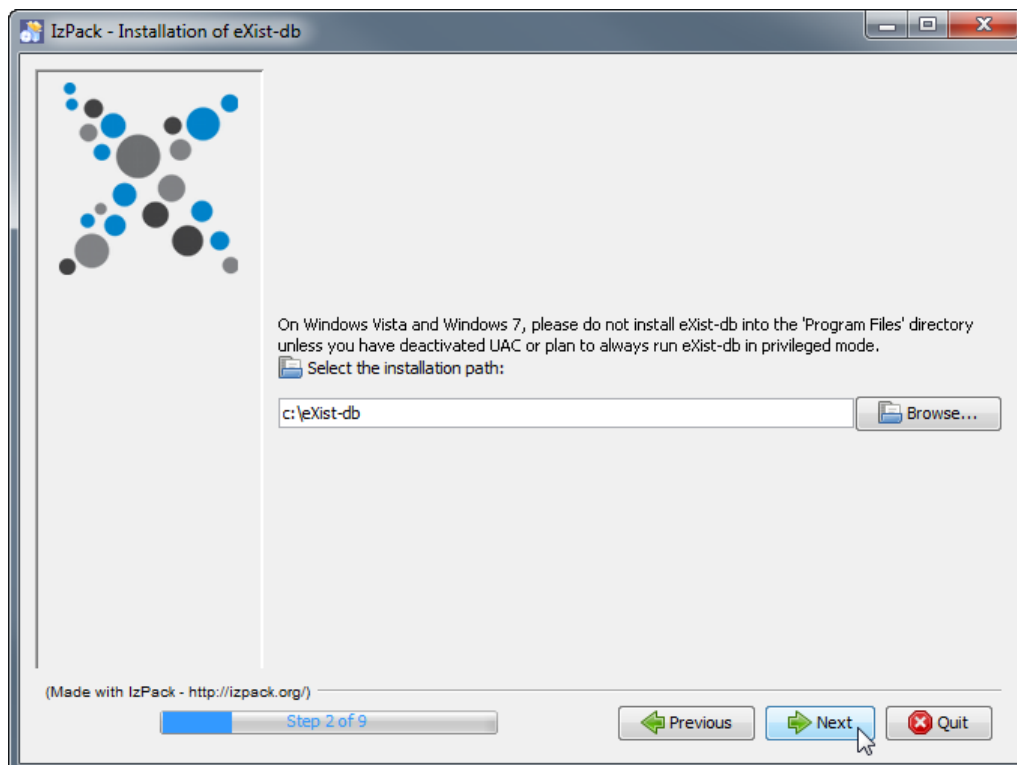 IzPack - Installation of eXist-db
On Windows Vista and Windows 7, please do not install eXist-db into the 'Program Files' directory
unless you have deactivated UAC or plan to always run eXist-db in privileged mode.
Select the installation path:
c:\eXist-db
Browse...
(Made with IzPack - http://izpack.org/)
Step 2 of 9
Previous
Next
Quit